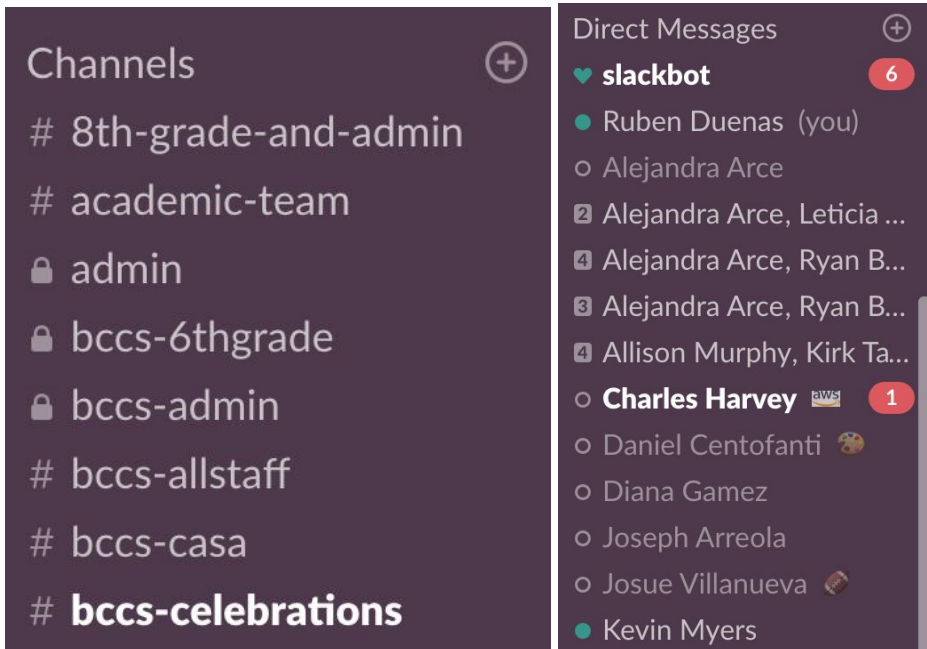 Channels
# 8th-grade-and-admin
# academic-team
admin
bccs-6thgrade
bccs-admin
# bccs-allstaff
# bccs-casa
# bccs-celebrations
Direct Messages
slackbot 6
Ruben Duenas (you)
Alejandra Arce
2 Alejandra Arce, Leticia ...
4 Alejandra Arce, Ryan B...
3 Alejandra Arce, Ryan B...
4 Allison Murphy, Kirk Ta...
Charles Harvey aws 1
Daniel Centofanti
Diana Gamez
Joseph Arreola
Josue Villanueva
Kevin Myers